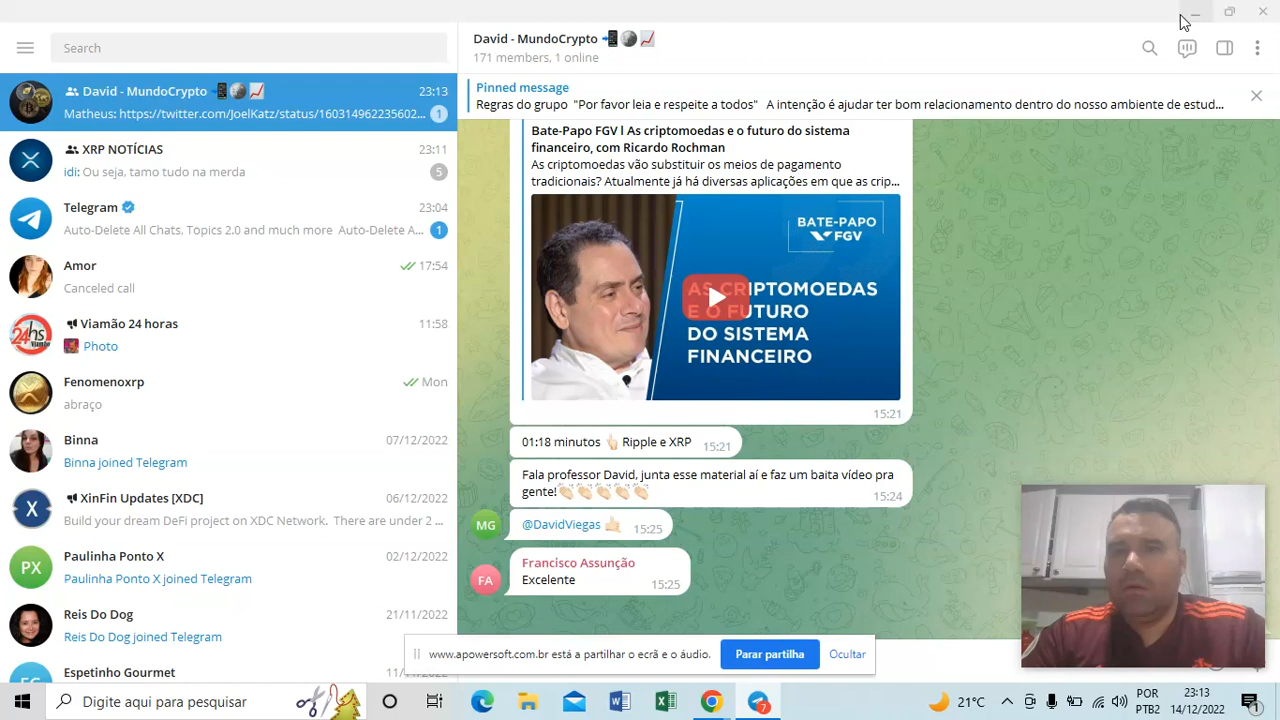 Search
David - MundoCrypto
23:13
Matheus: https://twitter.com/JoelKatz/status/160314962235602...
1
XRP NOTÍCIAS
23:11
idi: Ou seja, tamo tudo na merda
5
Telegram
23:04
Auto-Delete All Chats, Topics 2.0 and much more Auto-Delete A...
1
Amor
17:54
Canceled call
24hs
Viamão 24 horas
11:58
Photo
Fenomenoxrp
Mon
abraço
Binna
07/12/2022
Binna joined Telegram
X
XinFin Updates [XDC]
06/12/2022
Build your dream DeFi project on XDC Network. There are under 2 ...
PX
Paulinha Ponto X
02/12/2022
Paulinha Ponto X joined Telegram
Reis Do Dog
21/11/2022
Reis Do Dog joined Telegram
EG
Espetinho Gourmet
David - MundoCrypto
171 members, 1 online
Pinned message
Regras do grupo "Por favor leia e respeite a todos" A intenção é ajudar ter bom relacionamento dentro do nosso ambiente de estud...
Bate-Papo FGV l As criptomoedas e o futuro do sistema
financeiro, com Ricardo Rochman
As criptomoedas vão substituir os meios de pagamento
tradicionais? Atualmente já há diversas aplicações em que as crip...
BATE-PAPO
FGV
AS CRIPTOMOEDAS
E O FUTURO
DO SISTEMA
FINANCEIRO
15:21
01:18 minutos Ripple e XRP
15:21
Fala professor David, junta esse material aí e faz um baita vídeo pra
gente!
15:24
MG
@DavidViegas
15:25
Francisco Assunção
FA
Excelente
15:25
www.apowersoft.com.br está a partilhar o ecrã e o áudio.
Parar partilha
Ocultar
Digite aqui para pesquisar
7
21°C
POR
PTB2
23:13
14/12/2022
1